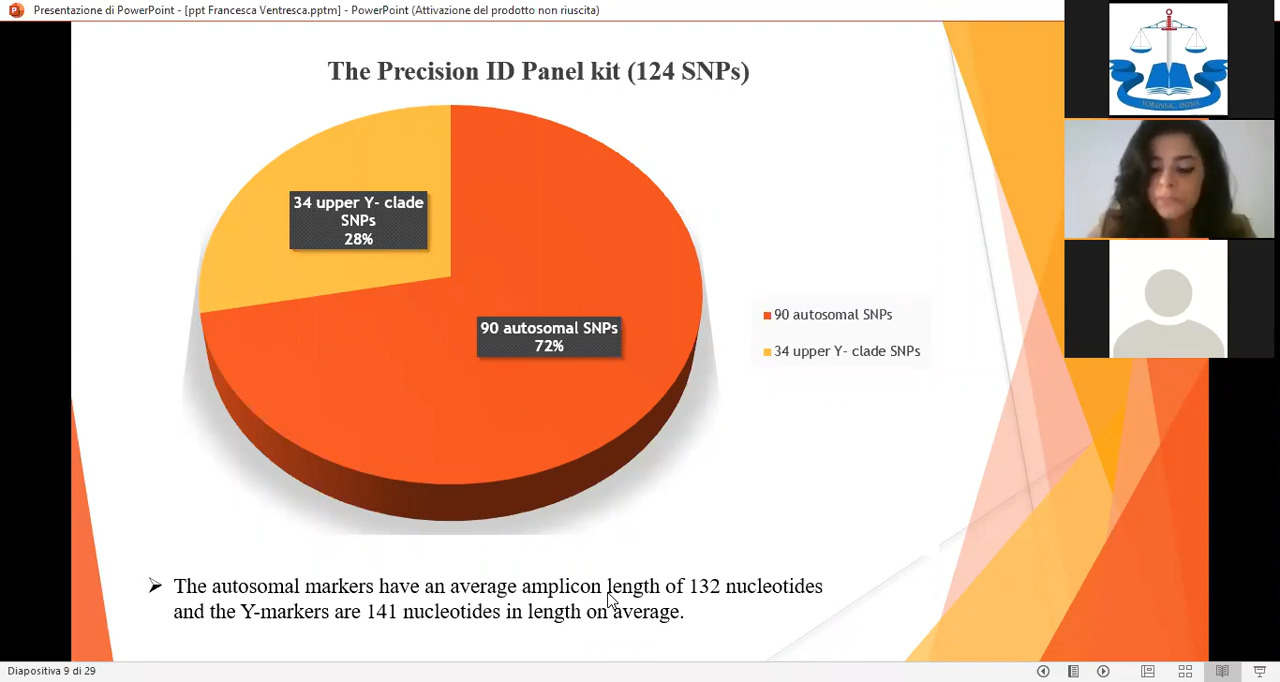 Presentazione di PowerPoint - [ppt Francesca Ventresca.pptm] - PowerPoint (Attivazione del prodotto non riuscita)
The Precision ID Panel kit (124 SNPs)
34 upper Y- clade
SNPs
28%
90 autosomal SNPs
72%
90 autosomal SNPs
34 upper Y- clade SNPs
The autosomal markers have an average amplicon length of 132 nucleotides
and the Y-markers are 141 nucleotides in length on average.
Diapositiva 9 di 29